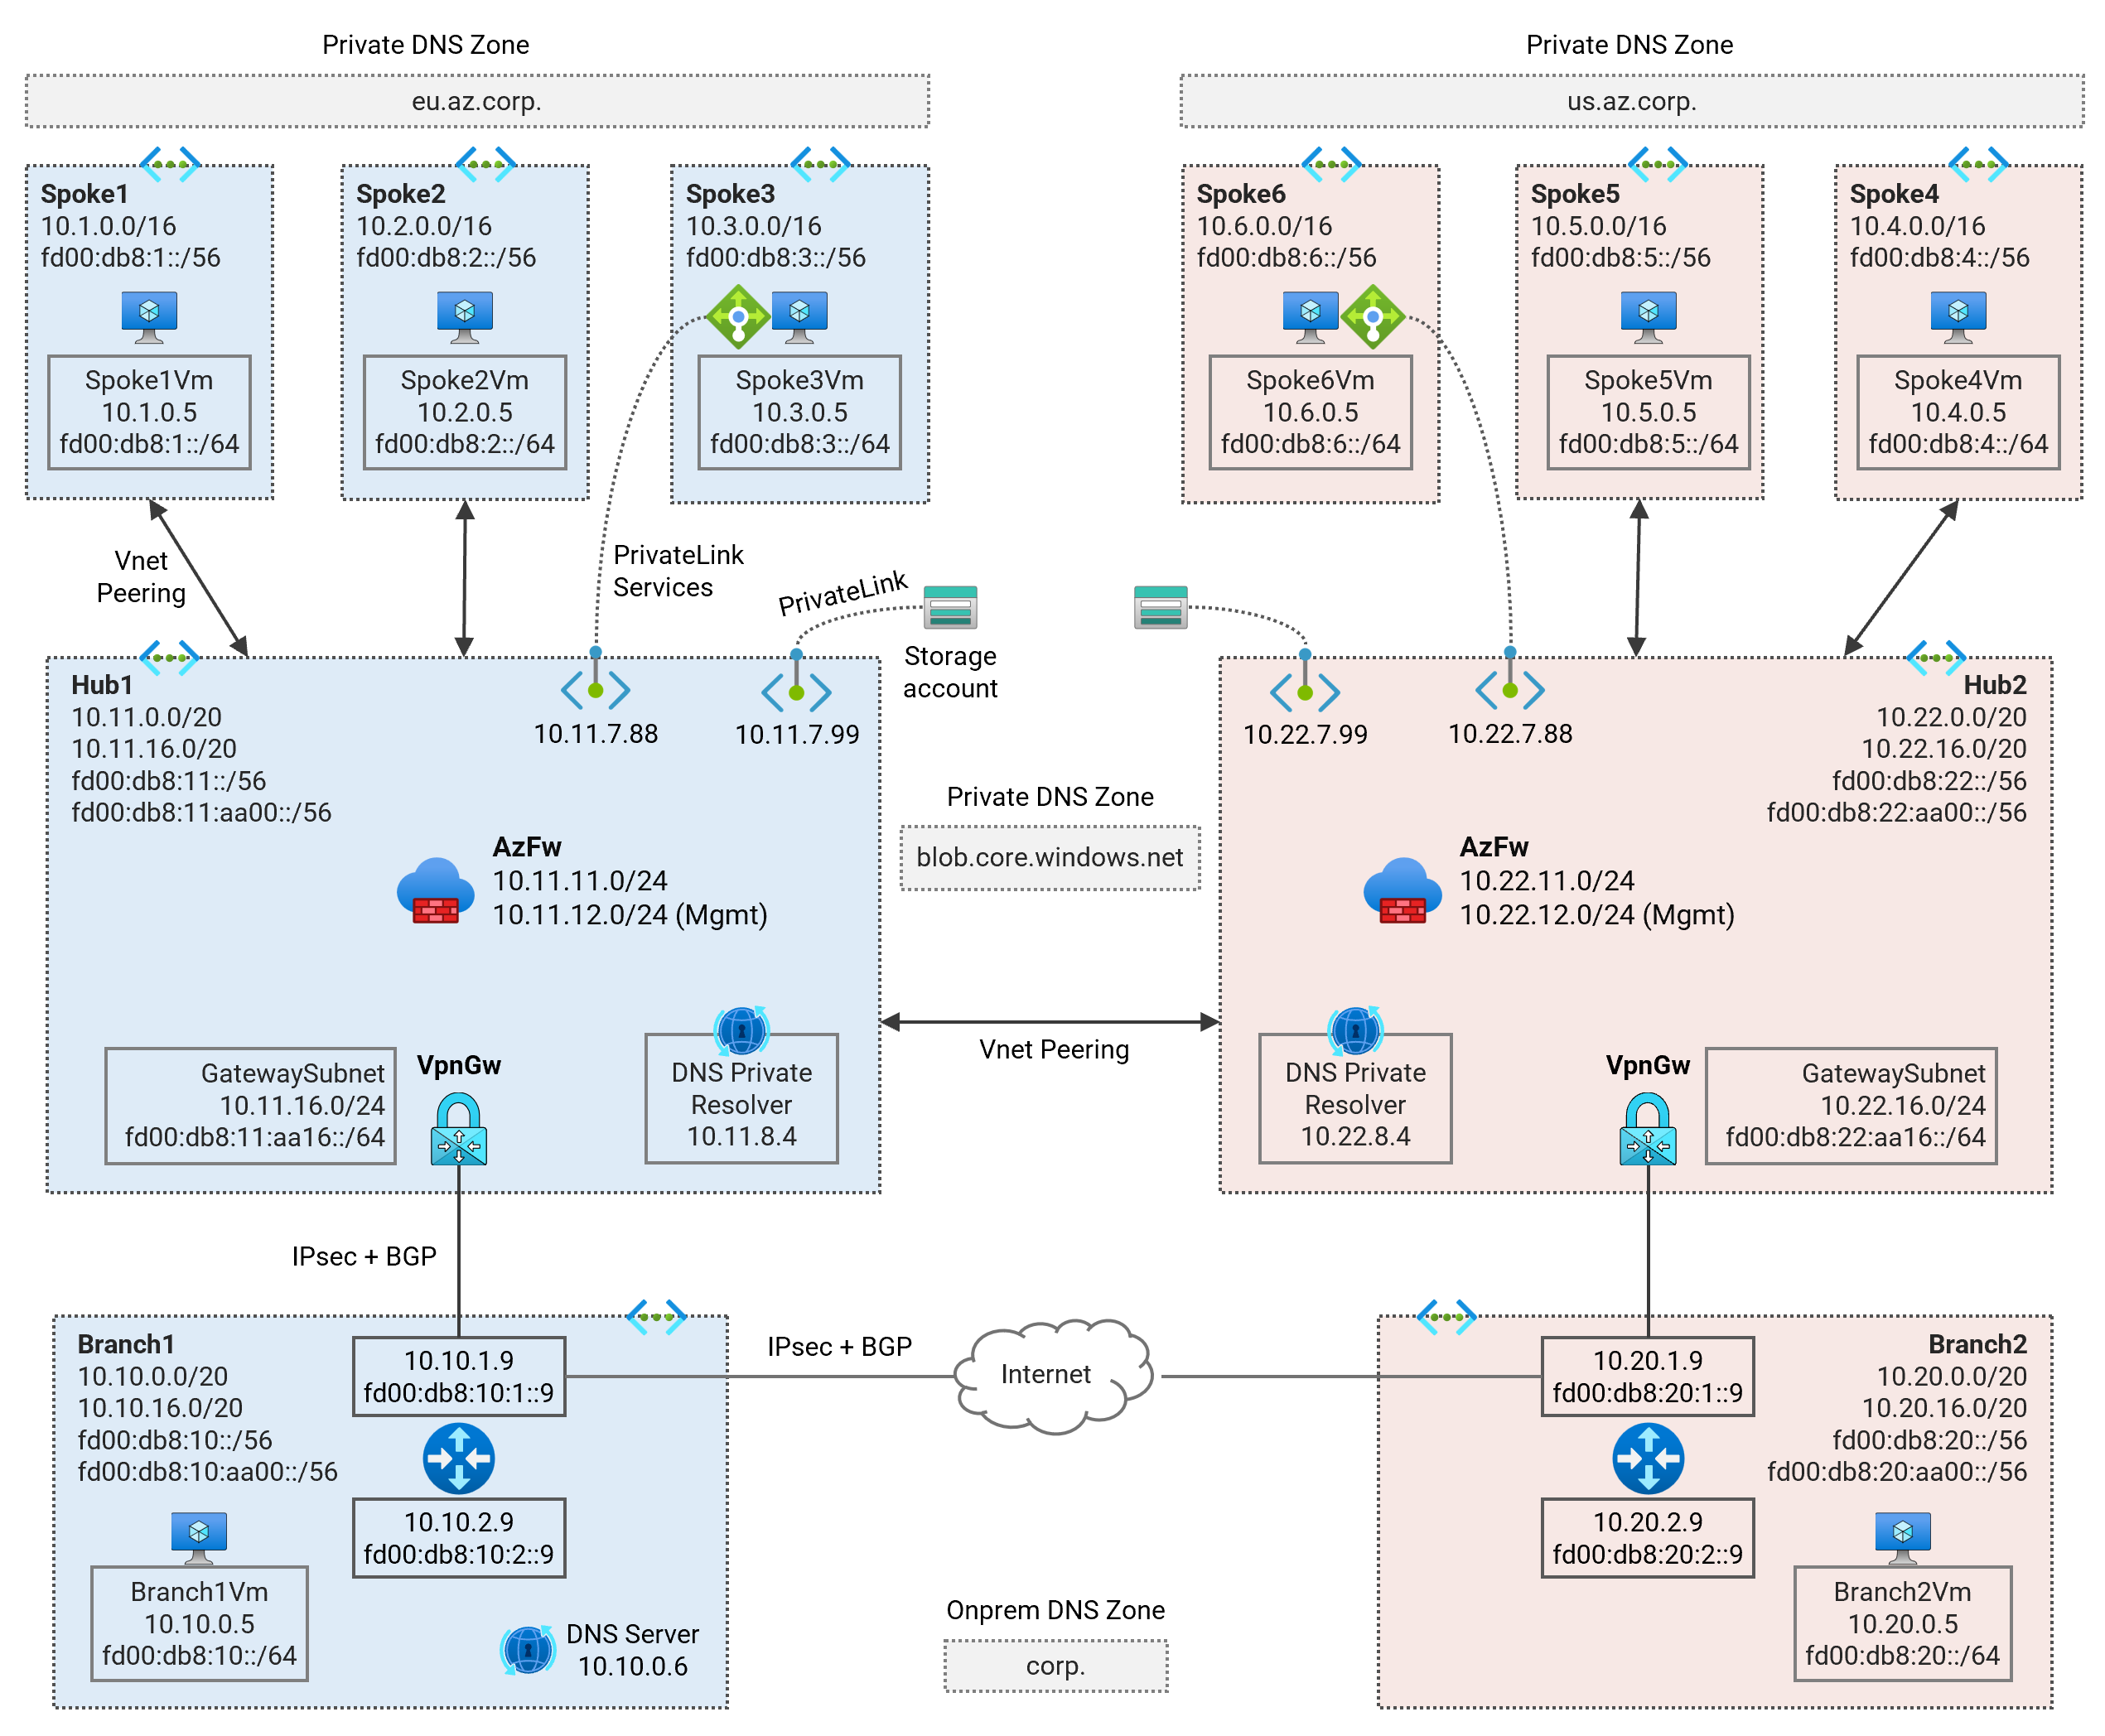 Private DNS Zone
eu.az.corp.
Private DNS Zone
us.az.corp.
Spoke1
10.1.0.0/16
fd00:db8:1::/56
Spoke1Vm
10.1.0.5
fd00:db8:1::/64
Spoke2
10.2.0.0/16
fd00:db8:2::/56
Spoke2Vm
10.2.0.5
fd00:db8:2::/64
Spoke3
10.3.0.0/16
fd00:db8:3::/56
Spoke3Vm
10.3.0.5
fd00:db8:3::/64
Spoke6
10.6.0.0/16
fd00:db8:6::/56
Spoke6Vm
10.6.0.5
fd00:db8:6::/64
Spoke5
10.5.0.0/16
fd00:db8:5::/56
Spoke5Vm
10.5.0.5
fd00:db8:5::/64
Spoke4
10.4.0.0/16
fd00:db8:4::/56
Spoke4Vm
10.4.0.5
fd00:db8:4::/64
Vnet
Peering
PrivateLink
Services
PrivateLink
Storage
account
Hub1
10.11.0.0/20
10.11.16.0/20
fd00:db8:11::/56
fd00:db8:11:aa00::/56
10.11.7.88
10.11.7.99
AzFw
10.11.11.0/24
10.11.12.0/24 (Mgmt)
GatewaySubnet
10.11.16.0/24
fd00:db8:11:aa16::/64
VpnGw
DNS Private
Resolver
10.11.8.4
Private DNS Zone
blob.core.windows.net
Vnet Peering
10.22.7.99
10.22.7.88
Hub2
10.22.0.0/20
10.22.16.0/20
fd00:db8:22::/56
fd00:db8:22:aa00::/56
AzFw
10.22.11.0/24
10.22.12.0/24 (Mgmt)
DNS Private
Resolver
10.22.8.4
VpnGw
GatewaySubnet
10.22.16.0/24
fd00:db8:22:aa16::/64
IPsec + BGP
Branch1
10.10.0.0/20
10.10.16.0/20
fd00:db8:10::/56
fd00:db8:10:aa00::/56
10.10.1.9
fd00:db8:10:1::9
10.10.2.9
fd00:db8:10:2::9
Branch1Vm
10.10.0.5
fd00:db8:10::/64
DNS Server
10.10.0.6
IPsec + BGP
Internet
Onprem DNS Zone
corp.
10.20.1.9
fd00:db8:20:1::9
10.20.2.9
fd00:db8:20:2::9
Branch2
10.20.0.0/20
10.20.16.0/20
fd00:db8:20::/56
fd00:db8:20:aa00::/56
Branch2Vm
10.20.0.5
fd00:db8:20::/64